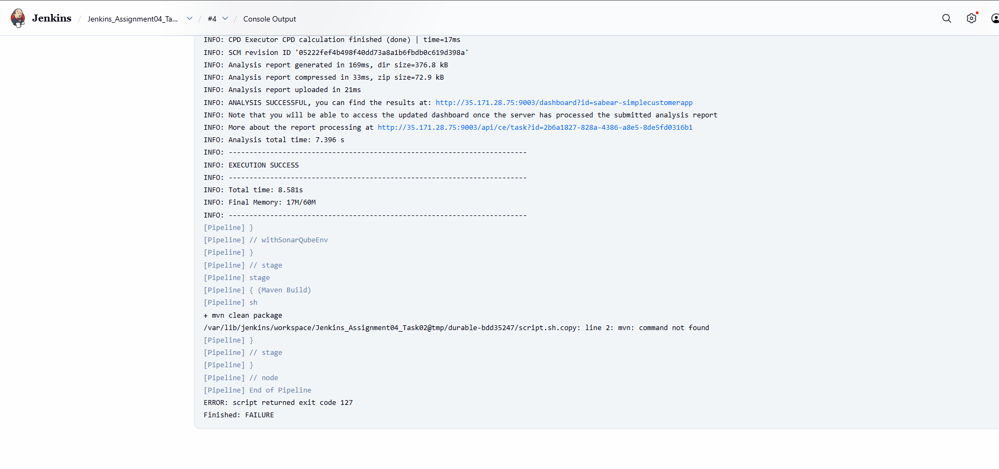 Jenkins / Jenkins_Assignment04_Ta... / #4 / Console Output
INFO: CPD Executor CPD calculation finished (done) | time=17ms
INFO: SCM revision ID '05222fef4b498f40dd73a8a1b6fbdb0c619d398a'
INFO: Analysis report generated in 169ms, dir size=376.8 kB
INFO: Analysis report compressed in 33ms, zip size=72.9 kB
INFO: Analysis report uploaded in 21ms
INFO: ANALYSIS SUCCESSFUL, you can find the results at: http://35.171.28.75:9003/dashboard?id=sabear-simplecustomerapp
INFO: Note that you will be able to access the updated dashboard once the server has processed the submitted analysis report
INFO: More about the report processing at http://35.171.28.75:9003/api/ce/task?id=2b6a1827-828a-4386-a8e5-8de5fd0316b1
INFO: Analysis total time: 7.396 s
INFO: ------------------------------------------------------------------------
INFO: EXECUTION SUCCESS
INFO: ------------------------------------------------------------------------
INFO: Total time: 8.581s
INFO: Final Memory: 17M/60M
INFO: ------------------------------------------------------------------------
[Pipeline] }
[Pipeline] // withSonarQubeEnv
[Pipeline] }
[Pipeline] // stage
[Pipeline] stage
[Pipeline] { (Maven Build)
[Pipeline] sh
+ mvn clean package
/var/lib/jenkins/workspace/Jenkins_Assignment04_Task02@tmp/durable-bdd35247/script.sh.copy: line 2: mvn: command not found
[Pipeline] }
[Pipeline] // stage
[Pipeline] }
[Pipeline] // node
[Pipeline] End of Pipeline
ERROR: script returned exit code 127
Finished: FAILURE